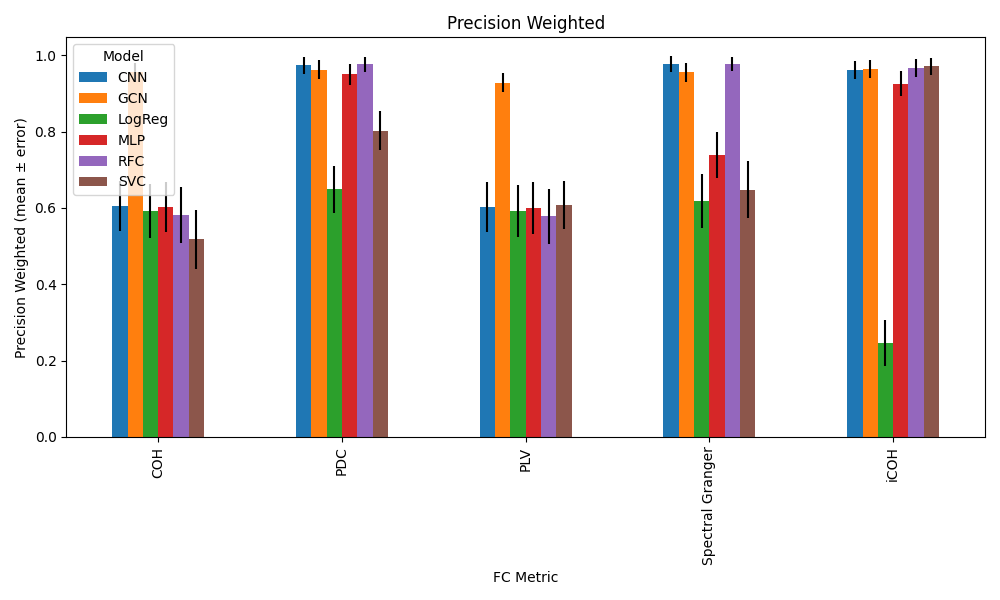 Precision Weighted
Precision Weighted (mean ± error)
1.0
0.8
0.6
0.4
0.2
0.0
Model
CNN
GCN
LogReg
MLP
RFC
SVC
COH
PDC
PLV
Spectral Granger
iCOH
FC Metric